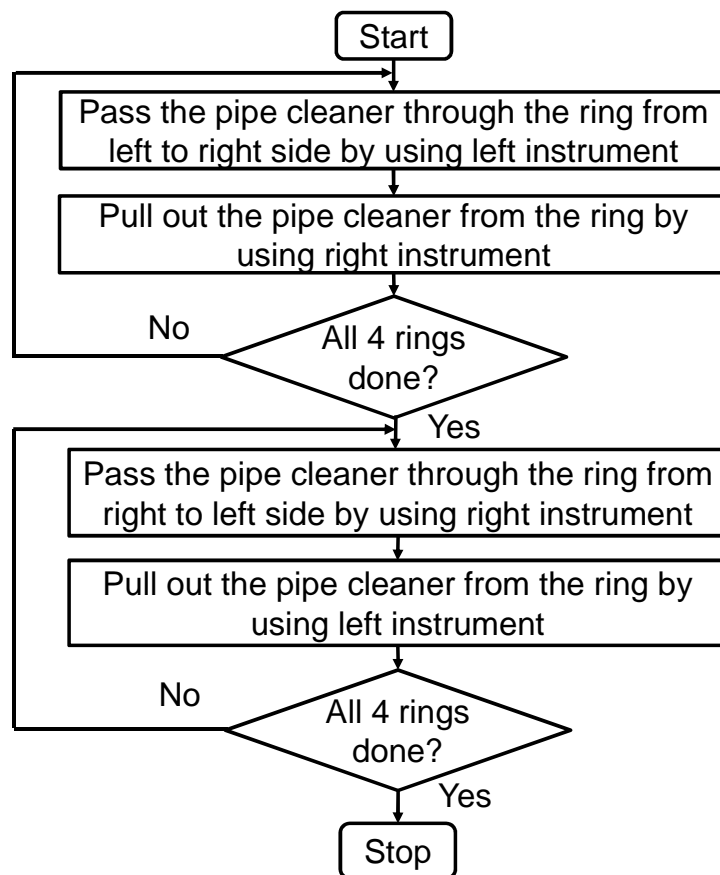 Start
Pass the pipe cleaner through the ring from
left to right side by using left instrument
Pull out the pipe cleaner from the ring by
using right instrument
No
All 4 rings
done?
Yes
Pass the pipe cleaner through the ring from
right to left side by using right instrument
Pull out the pipe cleaner from the ring by
using left instrument
No
All 4 rings
done?
Yes
Stop